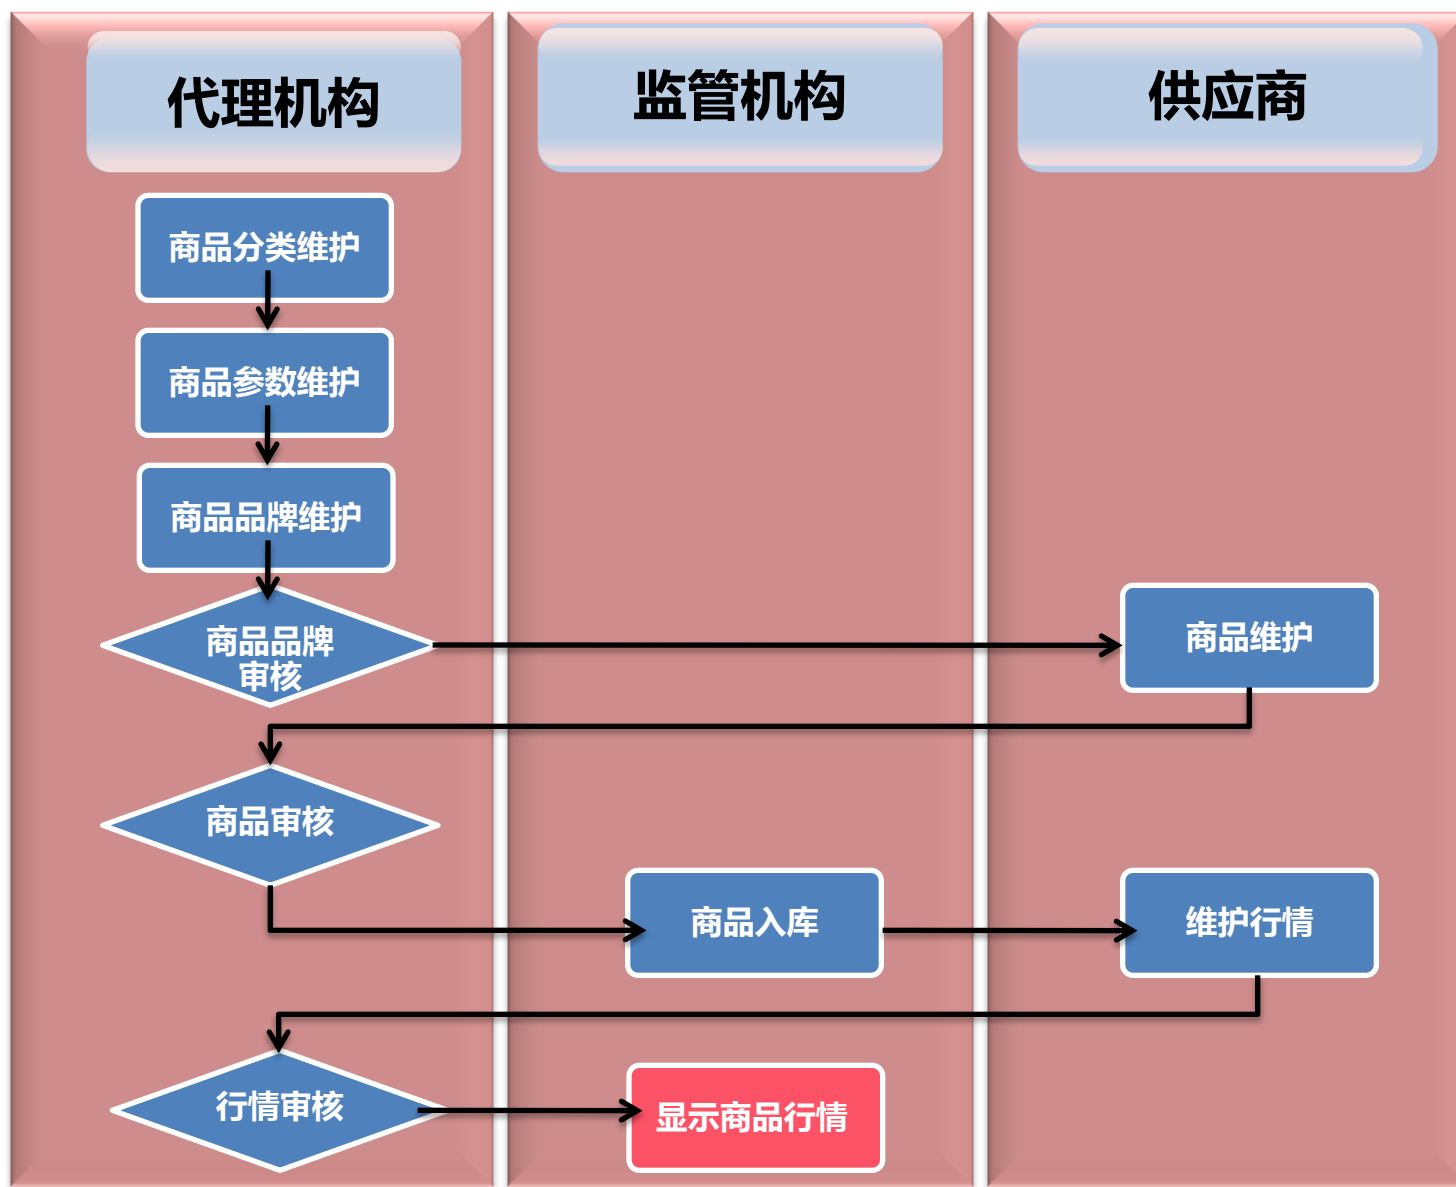 代理机构
监管机构
供应商
商品分类维护
商品参数维护
商品品牌维护
商品品牌
审核
商品维护
商品审核
商品入库
维护行情
行情审核
显示商品行情